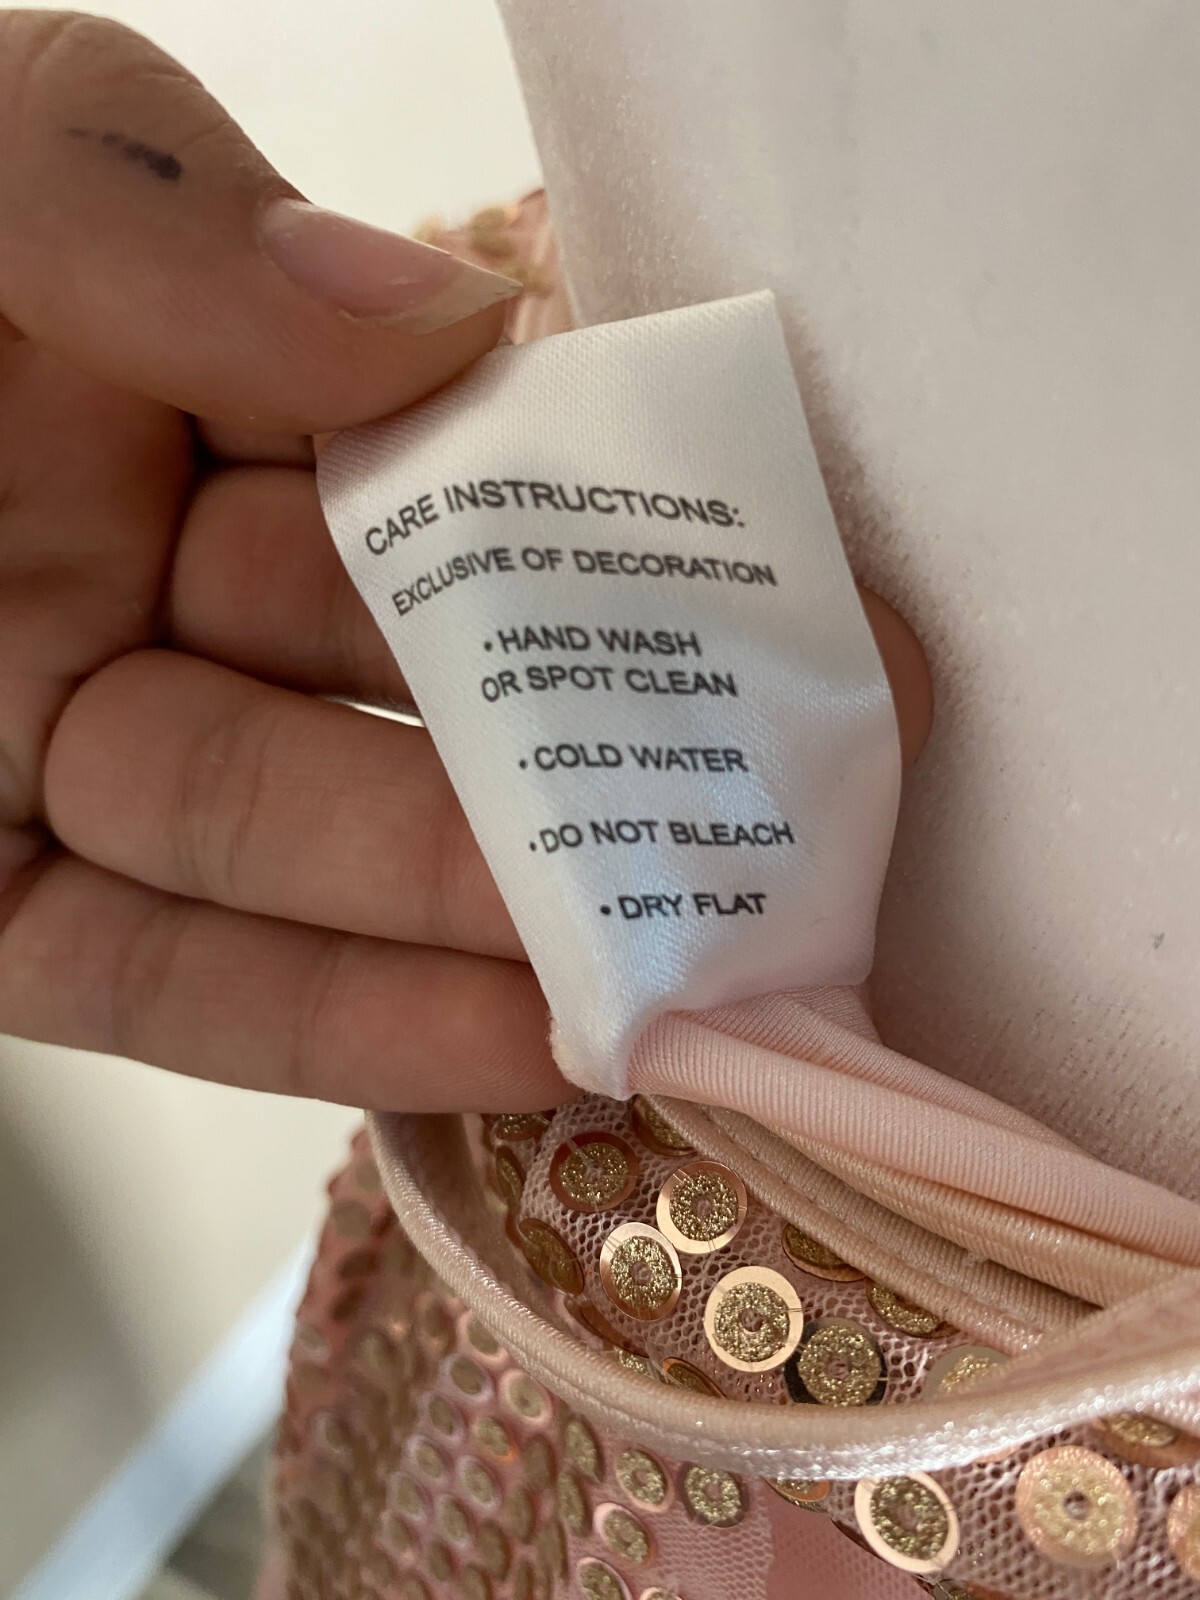 CARE INSTRUCTIONS:
EXCLUSIVE OF DECORATION
• HAND WASH
OR SPOT CLEAN
• COLD WATER
• DO NOT BLEACH
• DRY FLAT